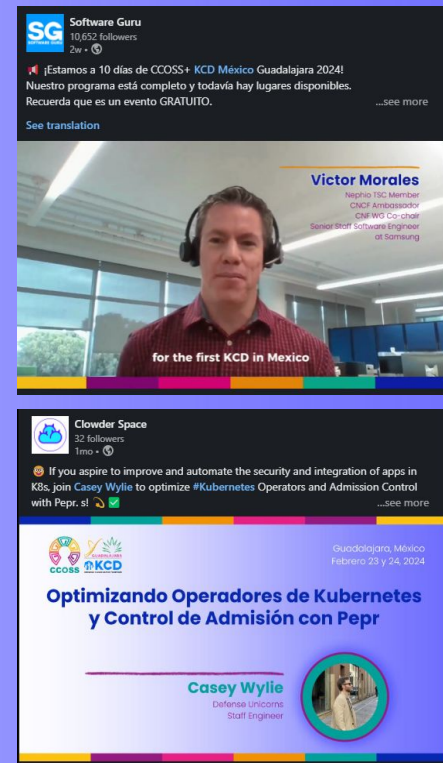 SG
SOFTWARE GURU
Software Guru
10,652 followers
2w •
¡Estamos a 10 días de CCOSS+ KCD México Guadalajara 2024!
Nuestro programa está completo y todavía hay lugares disponibles.
Recuerda que es un evento GRATUITO. ...see more
See translation
Victor Morales
Nephio TSC Member
CNCF Ambassador
CNF WG Co-chair
Senior Staff Software Engineer
at Samsung
for the first KCD in Mexico
Clowder Space
32 followers
1mo •
If you aspire to improve and automate the security and integration of apps in
K8s, join Casey Wylie to optimize #Kubernetes Operators and Admission Control
with Pepr. s! ...see more
CCOSS
KCD
Guadalajara, México
Febrero 23 y 24, 2024
Optimizando Operadores de Kubernetes
y Control de Admisión con Pepr
Casey Wylie
Defense Unicorns
Staff Engineer